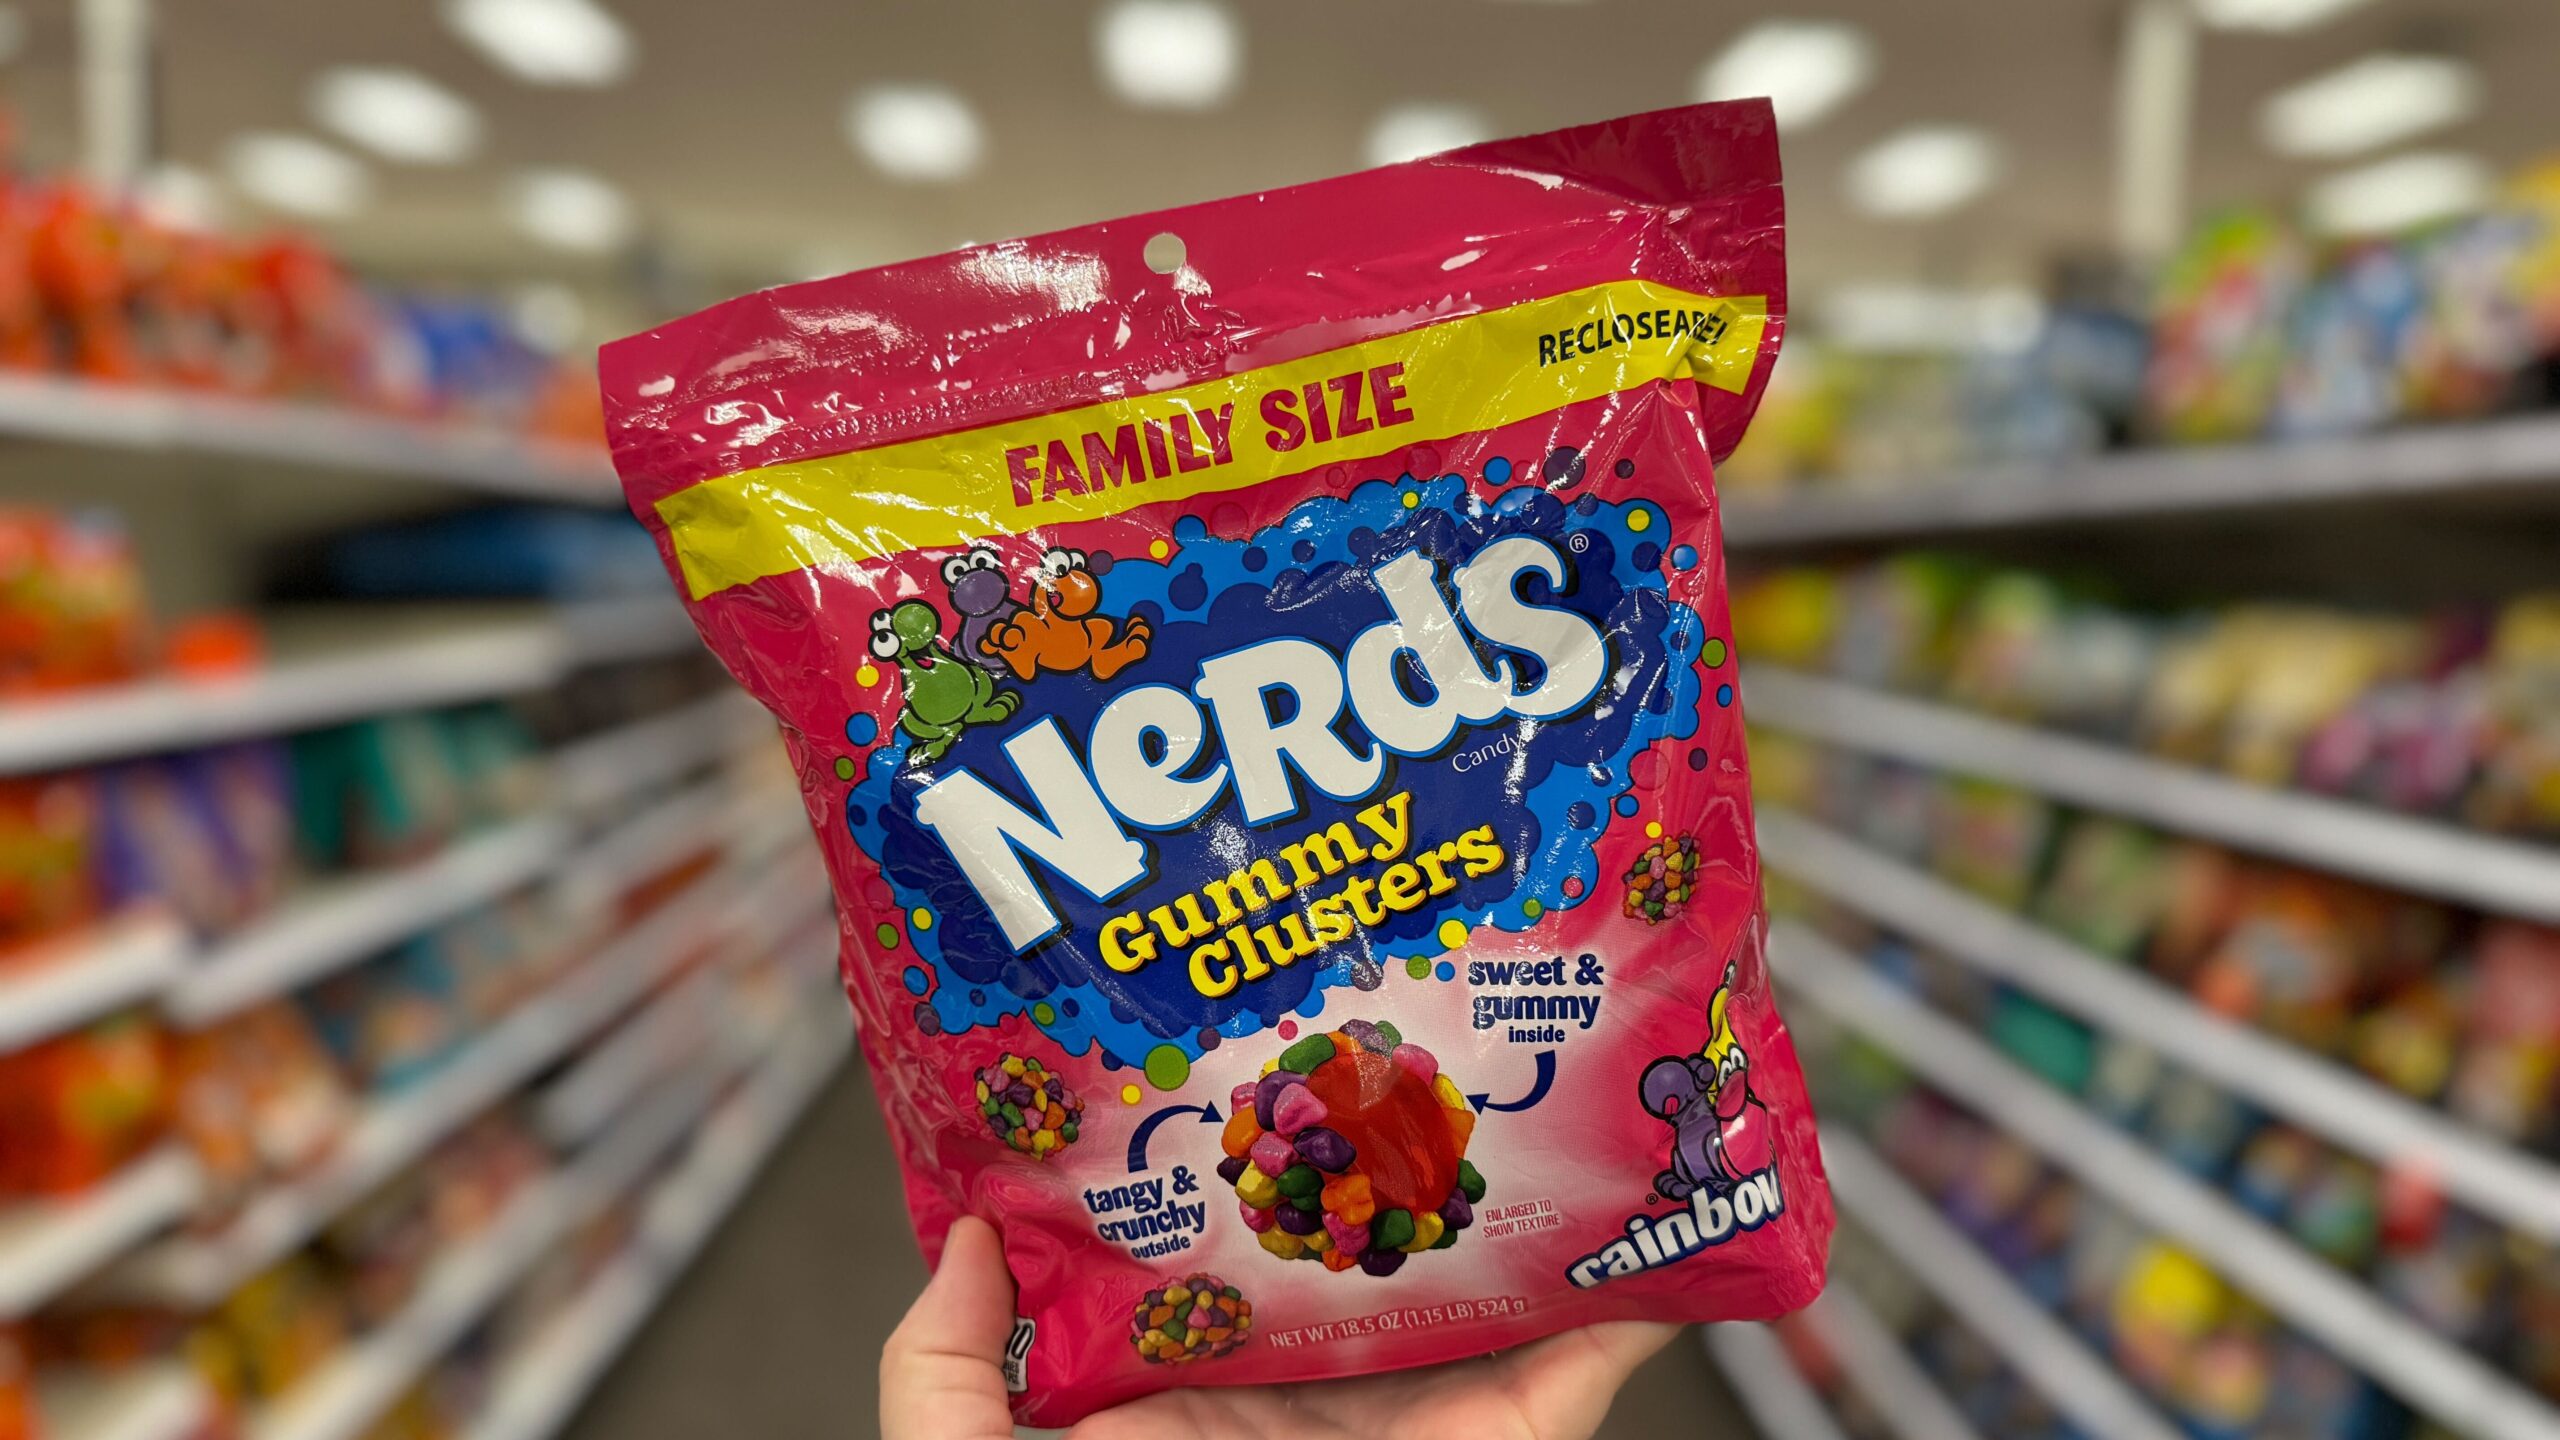 FAMILY SIZE
RECLOSEABLE!
Nerds®
Candy
Gummy
Clusters
sweet &
gummy
inside
tangy &
crunchy
outside
ENLARGED TO
SHOW TEXTURE
® rainbow
NET WT 18.5 OZ (1.15 LB) 524 g